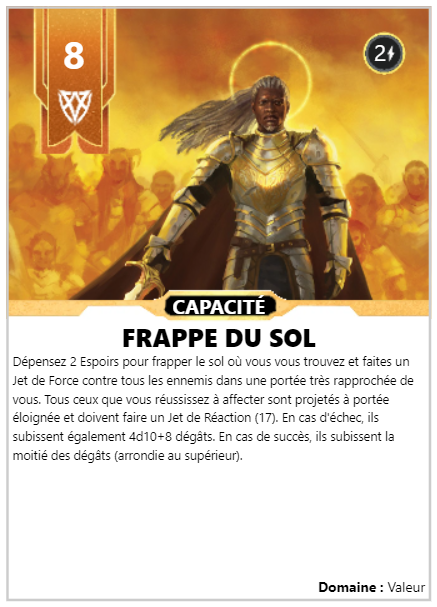 8
2
CAPACITÉ
FRAPPE DU SOL
Dépensez 2 Espoirs pour frapper le sol où vous vous trouvez et faites un
Jet de Force contre tous les ennemis dans une portée très rapprochée de
vous. Tous ceux que vous réussissez à affecter sont projetés à portée
éloignée et doivent faire un Jet de Réaction (17). En cas d'échec, ils
subissent également 4d10+8 dégâts. En cas de succès, ils subissent la
moitié des dégâts (arrondie au supérieur).
Domaine : Valeur